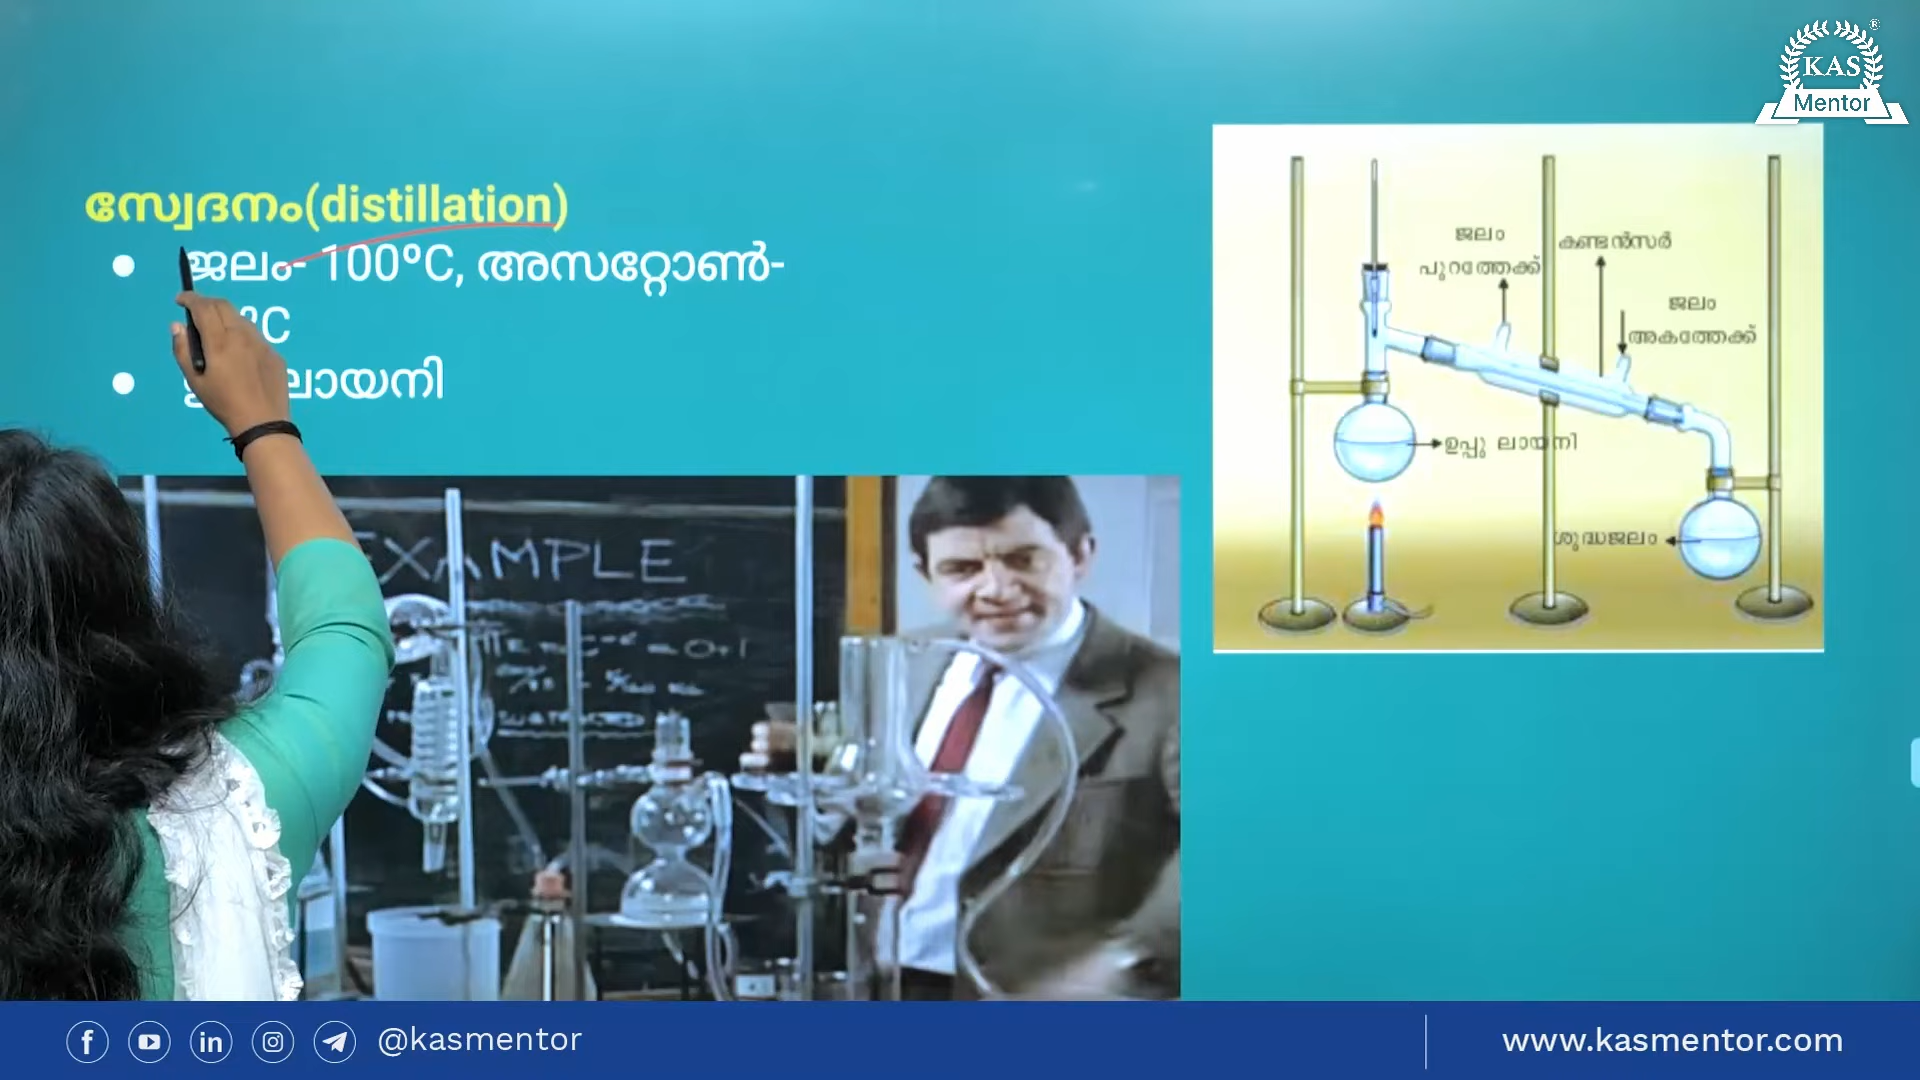 KAS
Mentor
സ്വേദനം(distillation)
ജലം- 100°C, അസറ്റോൺ-
°C
ലായനി
ജലം
പുറത്തേക്ക്
കണ്ടൻസർ
ജലം
അകത്തേക്ക്
ഉപ്പു ലായനി
ശുദ്ധജലം
EXAMPLE
@kasmentor
www.kasmentor.com